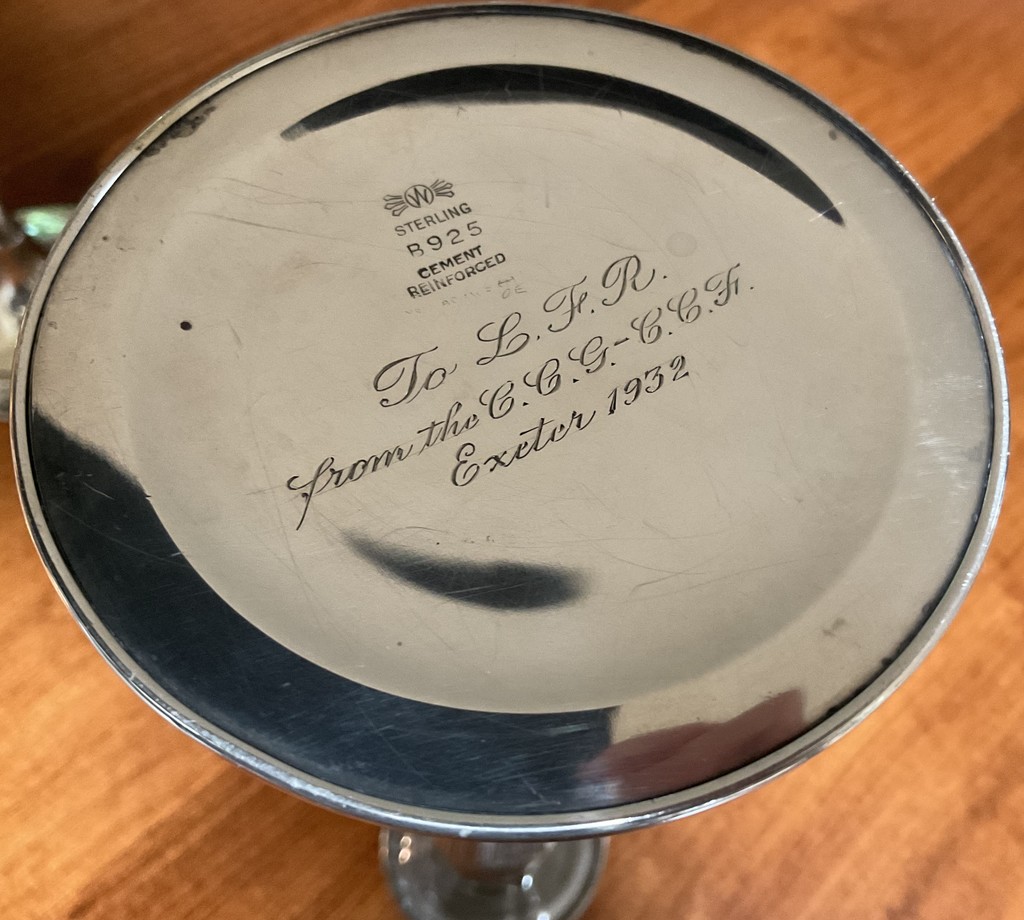 W
STERLING
B925
CEMENT
REINFORCED
To L.F.R.
from the C.C.G.-C.C.F.
Exeter 1932